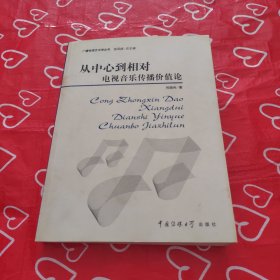 从中心到相对
电视音乐传播价值论
Cong Zhongxin Dao
Xiangdui
Dianshi Yinyue
Chuanbo Jiazhilun
中国传媒大学出版社